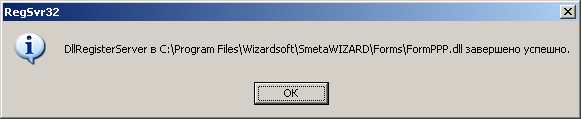 RegSvr32
DllRegisterServer в C:\Program Files\Wizardsoft\SmetaWIZARD\Forms\FormPPP.dll завершено успешно.
OK